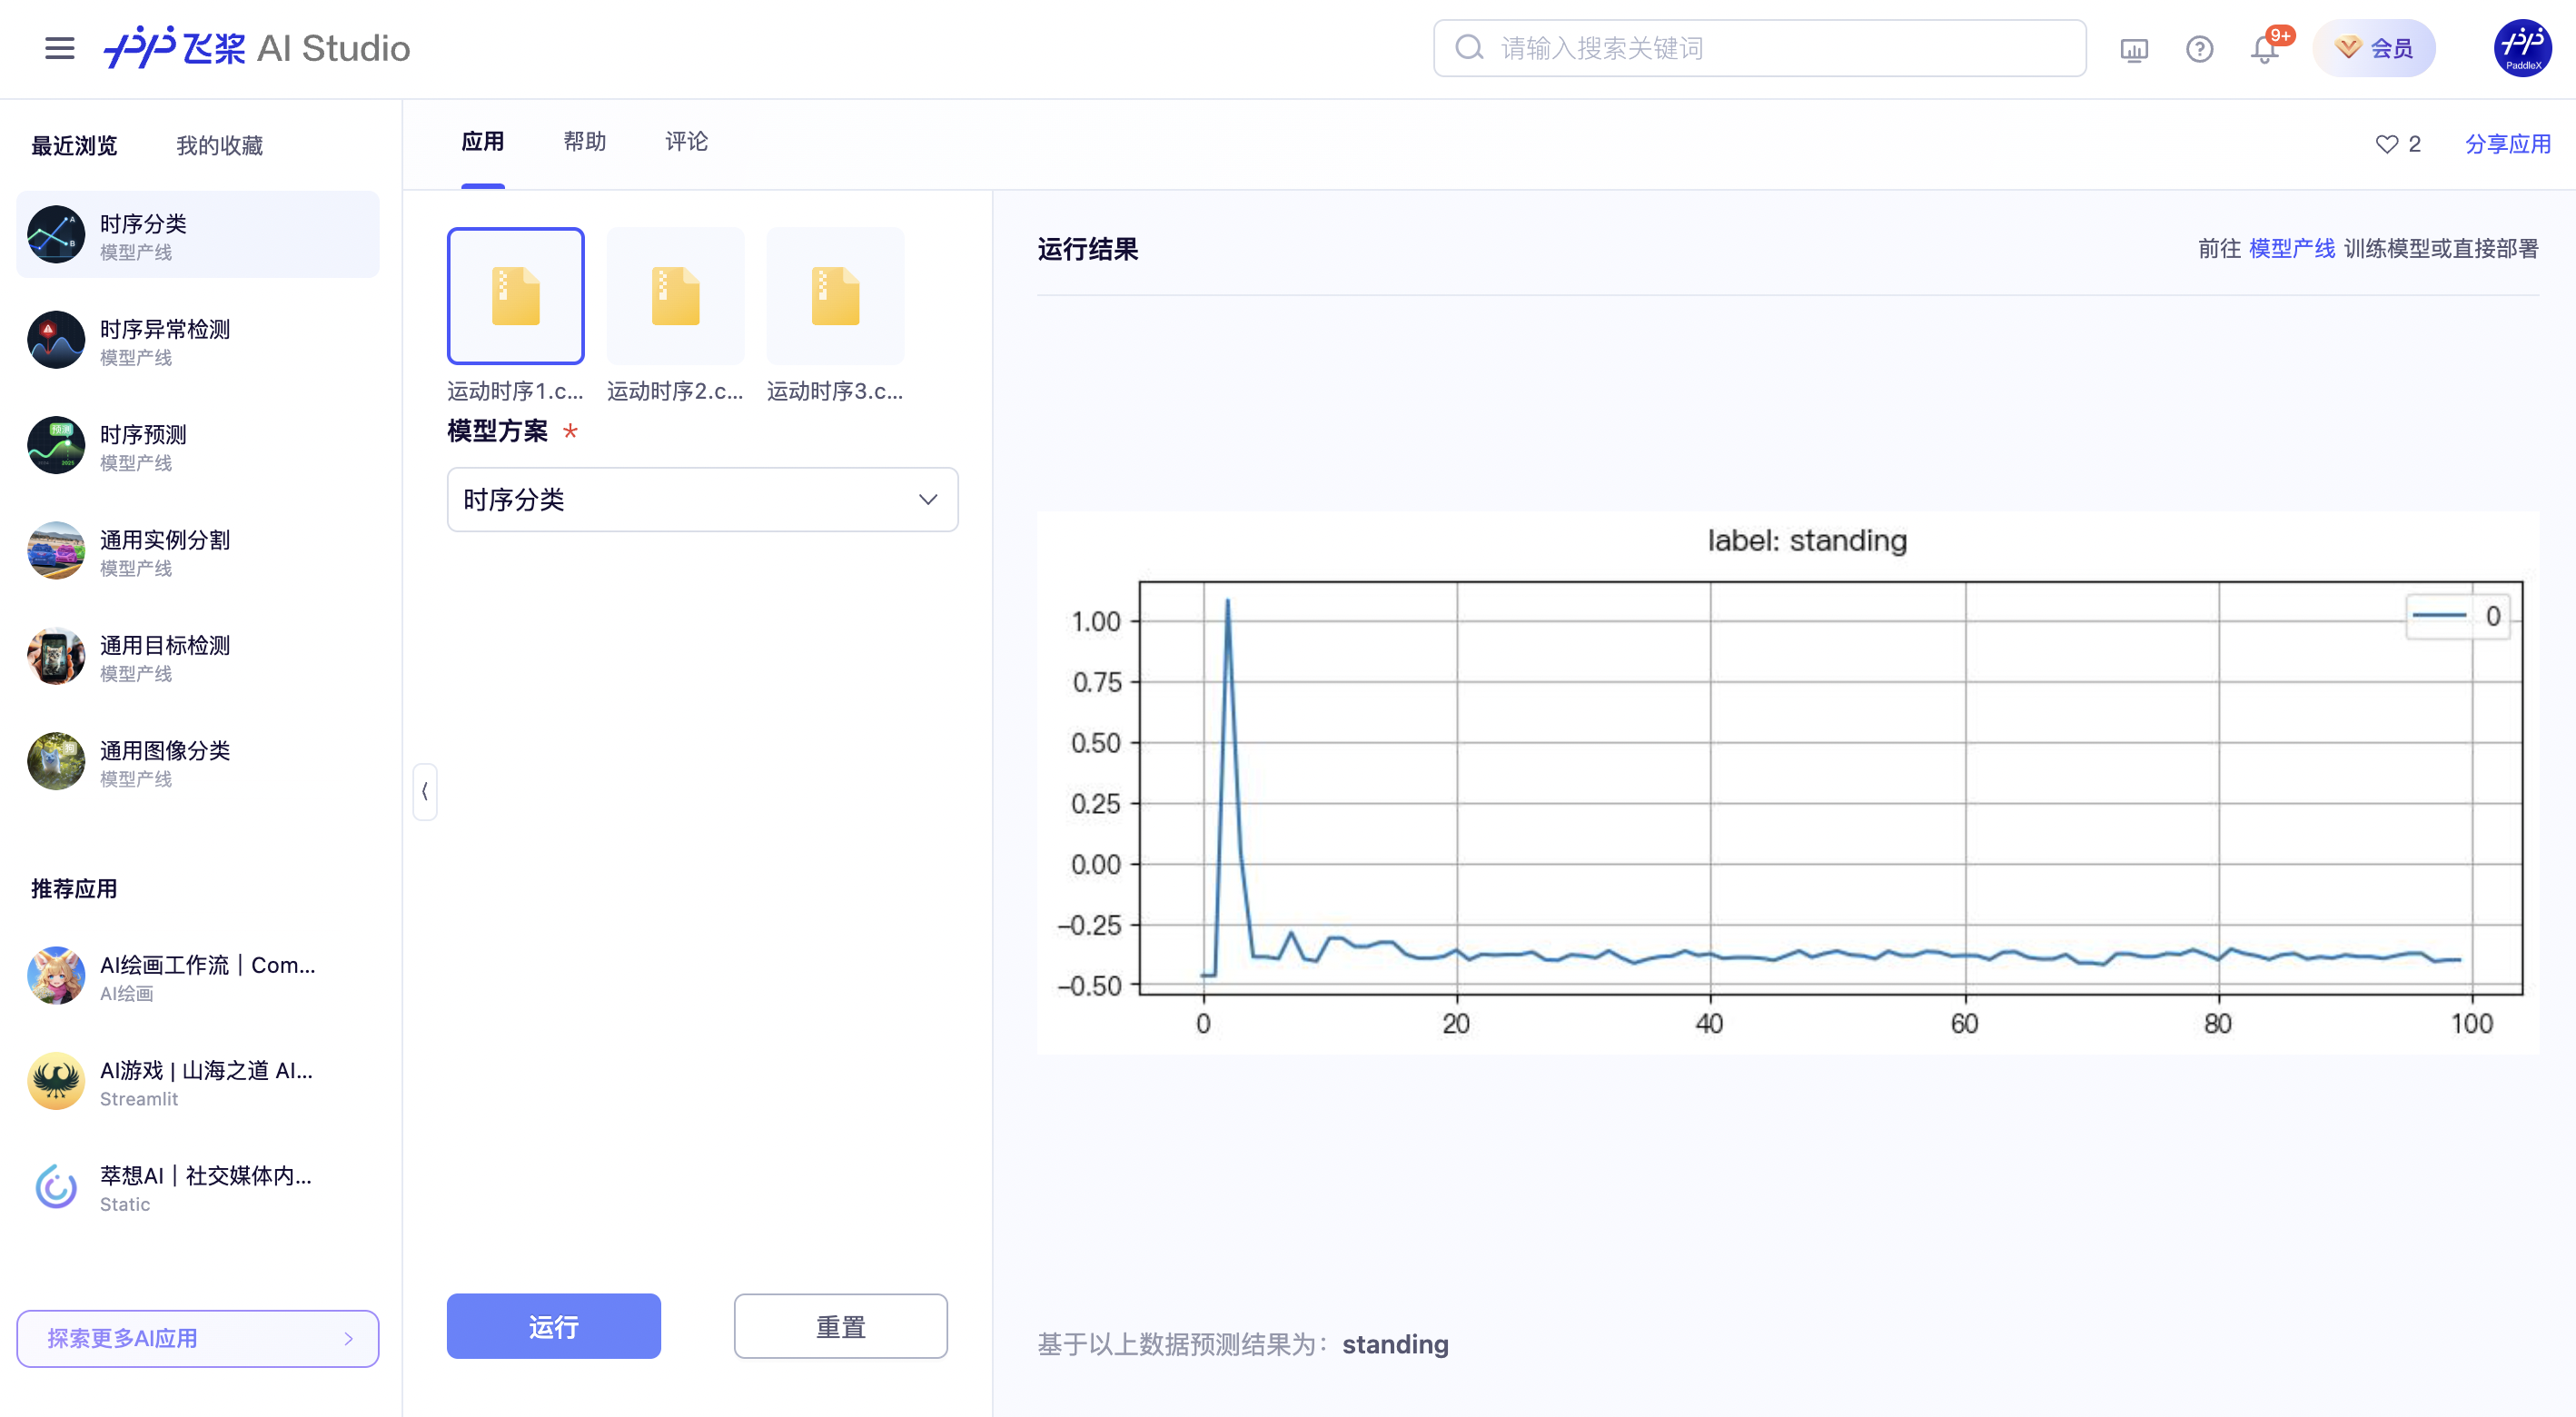 飞桨 AI Studio
请输入搜索关键词
9+
会员
PaddleX
最近浏览
我的收藏
时序分类
模型产线
时序异常检测
模型产线
时序预测
模型产线
通用实例分割
模型产线
通用目标检测
模型产线
通用图像分类
模型产线
推荐应用
AI绘画工作流｜Com...
AI绘画
AI游戏 | 山海之道 AI...
Streamlit
萃想AI｜社交媒体内...
Static
探索更多AI应用
应用
帮助
评论
2
分享应用
运动时序1.c...
运动时序2.c...
运动时序3.c...
模型方案 *
时序分类
运行
重置
运行结果
前往 模型产线 训练模型或直接部署
label: standing
0
1.00
0.75
0.50
0.25
0.00
−0.25
−0.50
0 20 40 60 80 100
基于以上数据预测结果为： standing